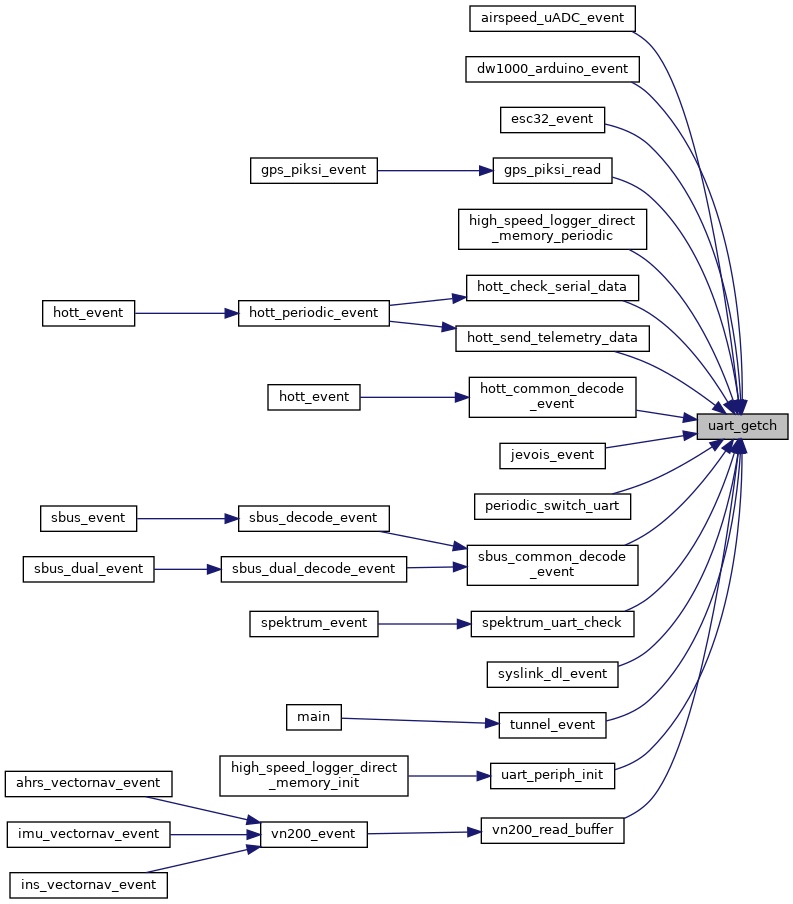 airspeed_uADC_event
dw1000_arduino_event
esc32_event
gps_piksi_event
gps_piksi_read
high_speed_logger_direct
_memory_periodic
hott_check_serial_data
hott_event
hott_periodic_event
hott_send_telemetry_data
hott_common_decode
_event
hott_event
uart_getch
jevois_event
periodic_switch_uart
sbus_event
sbus_decode_event
sbus_common_decode
_event
sbus_dual_event
sbus_dual_decode_event
spektrum_event
spektrum_uart_check
syslink_dl_event
main
tunnel_event
high_speed_logger_direct
_memory_init
uart_periph_init
ahrs_vectornav_event
imu_vectornav_event
vn200_event
vn200_read_buffer
ins_vectornav_event